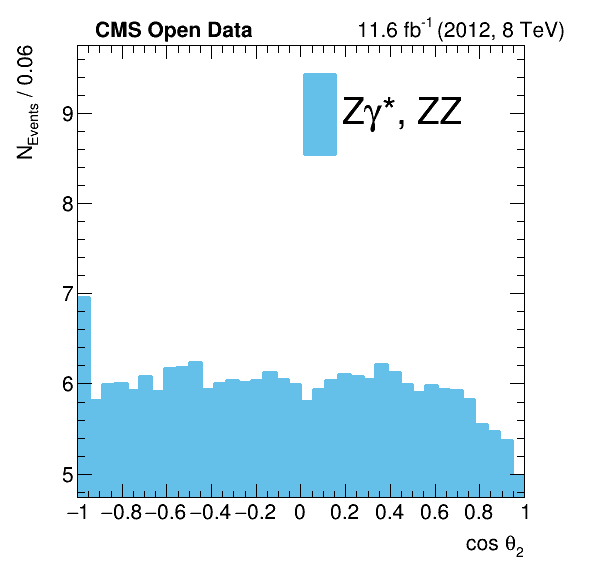 CMS Open Data 11.6 fb⁻¹ (2012, 8 TeV)
N_Events / 0.06
Zγ*, ZZ
9
8
7
6
5
−1 −0.8 −0.6 −0.4 −0.2 0 0.2 0.4 0.6 0.8 1
cos θ₂